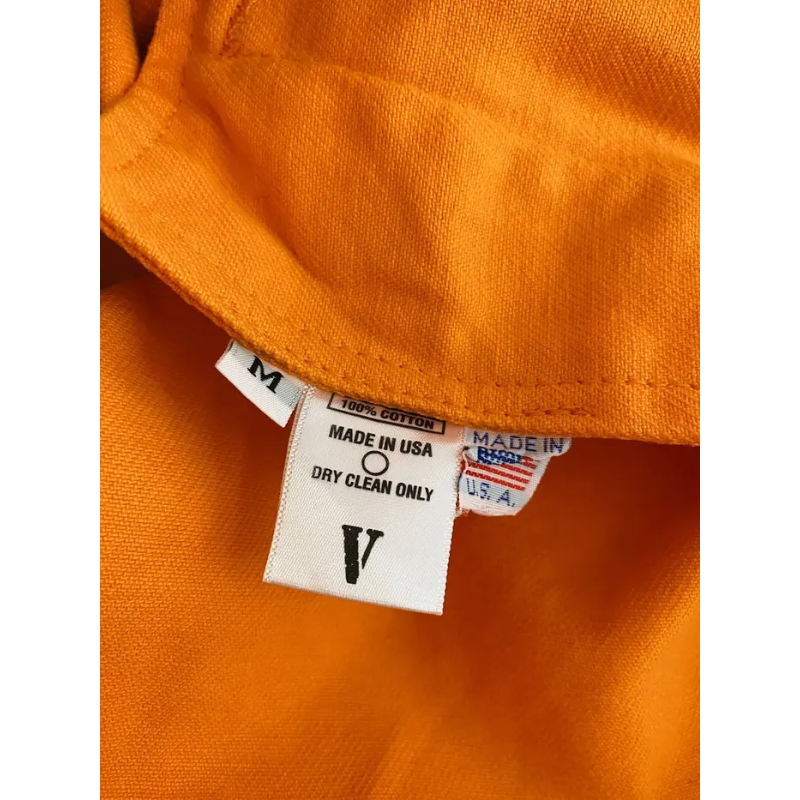 M
100% COTTON
MADE IN USA
DRY CLEAN ONLY
V
MADE IN
U.S.A.